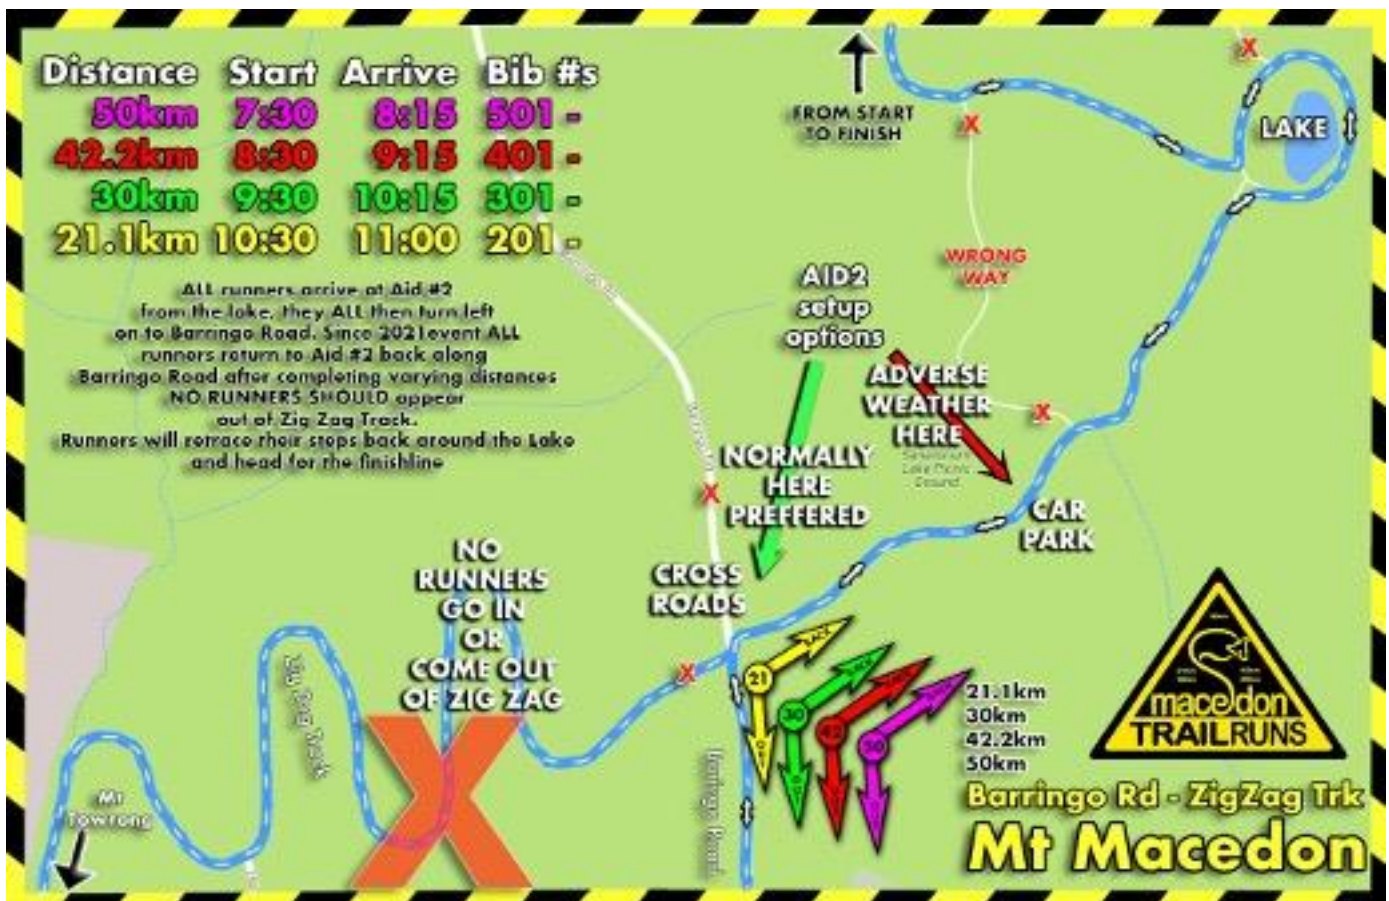 Distance Start Arrive Bib #s
50km 7:30 8:15 501 -
42.2km 8:30 9:15 401 -
30km 9:30 10:15 301 -
21.1km 10:30 11:00 201 -
ALL runners arrive at Aid #2
from the lake. they ALL then turn left
on to Barringo Road. Since 2021event ALL
runners return to Aid #2 back along
Barringo Road after completing varying distances
NO RUNNERS SHOULD appear
out of Zig Zag Track.
Runners will retrace their steps back around the Lake
and head for the finishline
FROM START
TO FINISH
X
X
LAKE
WRONG
WAY
AID2
setup
options
ADVERSE
WEATHER
HERE
X
Lake Picnic
Ground
NORMALLY
HERE
PREFFERED
X
CAR
PARK
CROSS
ROADS
NO
RUNNERS
GO IN
OR
COME OUT
OF ZIG ZAG
X
X
Zig Zag Track
Mt
Towrong
Barringo Road
21 BACK
OUT
30 BACK
42
50
21.1km
30km
42.2km
50km
macedon
TRAILRUNS
Barringo Rd - ZigZag Trk
Mt Macedon